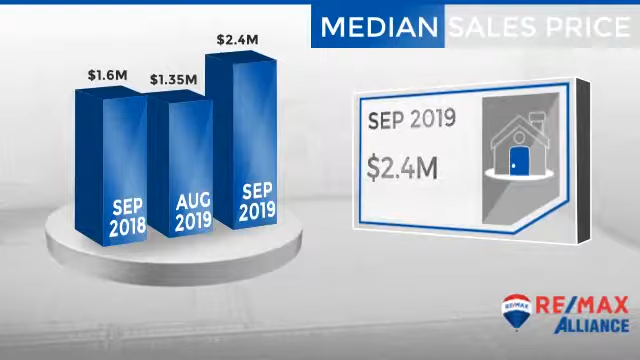 MEDIAN SALES PRICE
$2.4M
$1.6M
$1.35M
SEP
2018
AUG
2019
SEP
2019
SEP 2019
$2.4M
RE/MAX
RE/MAX
ALLIANCE